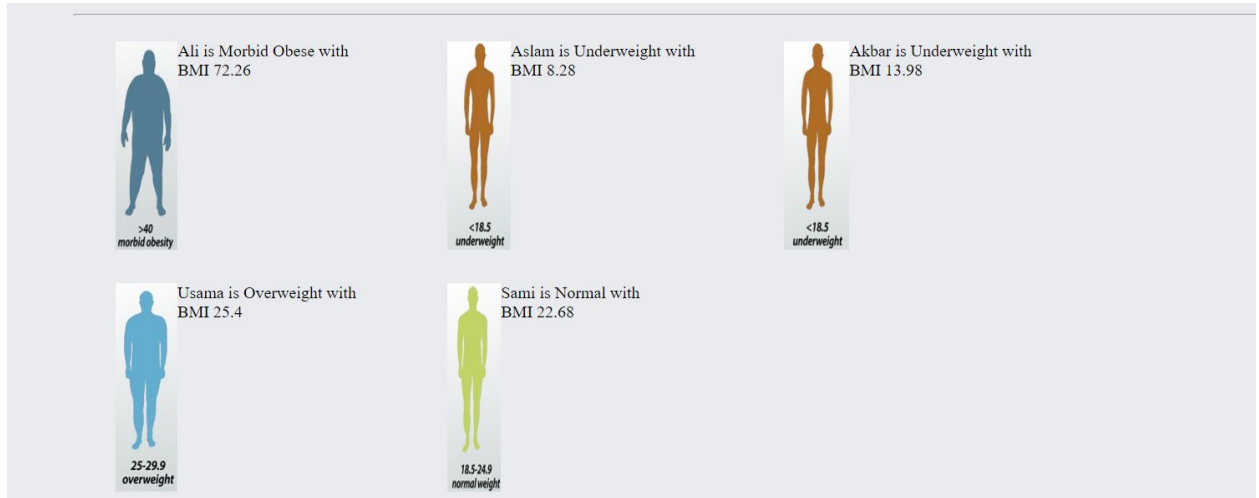 Ali is Morbid Obese with
BMI 72.26
>40
morbid obesity
Aslam is Underweight with
BMI 8.28
<18.5
underweight
Akbar is Underweight with
BMI 13.98
<18.5
underweight
Usama is Overweight with
BMI 25.4
25-29.9
overweight
Sami is Normal with
BMI 22.68
18.5-24.9
normal weight